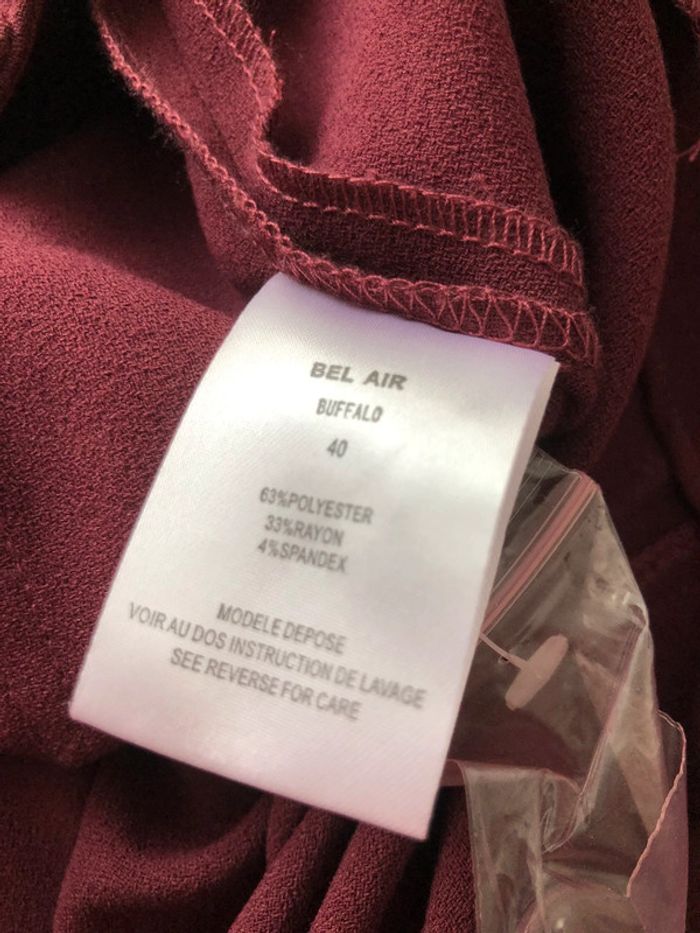 BEL AIR
BUFFALO
40
63%POLYESTER
33%RAYON
4%SPANDEX
MODELE DEPOSE
VOIR AU DOS INSTRUCTION DE LAVAGE
SEE REVERSE FOR CARE